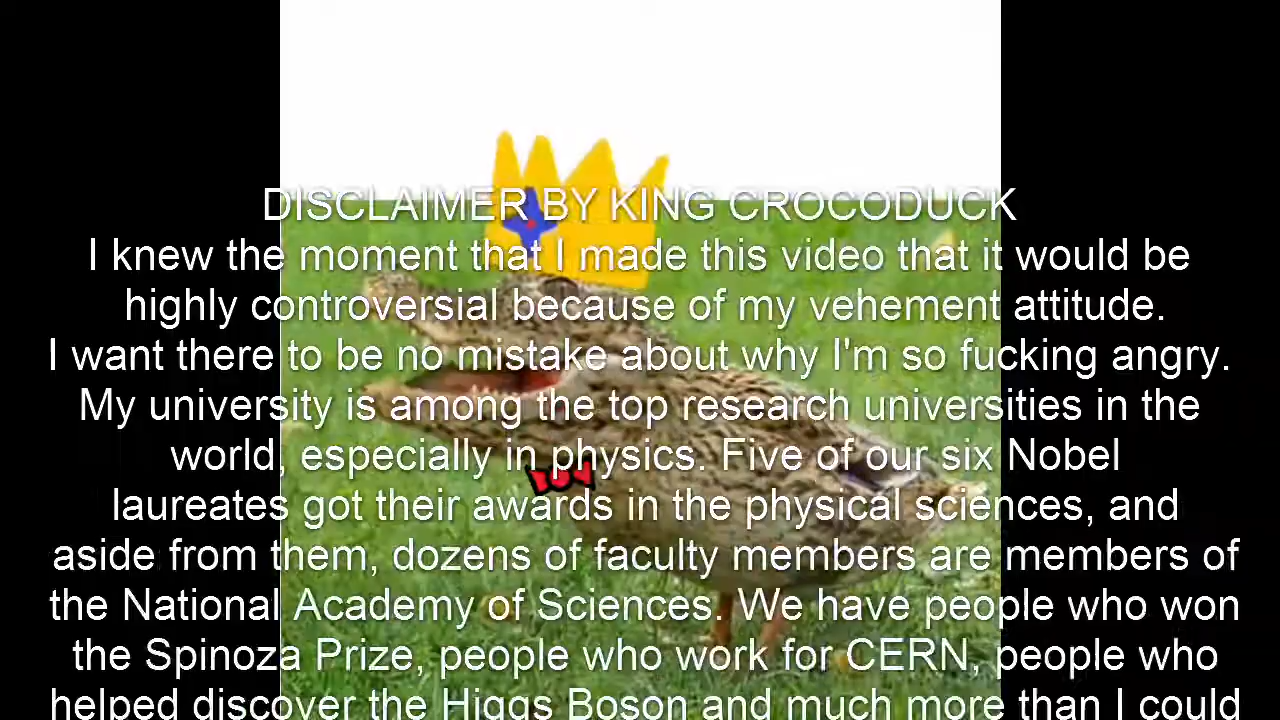 DISCLAIMER BY KING CROCODUCK
I knew the moment that I made this video that it would be
highly controversial because of my vehement attitude.
I want there to be no mistake about why I'm so fucking angry.
My university is among the top research universities in the
world, especially in physics. Five of our six Nobel
laureates got their awards in the physical sciences, and
aside from them, dozens of faculty members are members of
the National Academy of Sciences. We have people who won
the Spinoza Prize, people who work for CERN, people who
helped discover the Higgs Boson and much more than I could